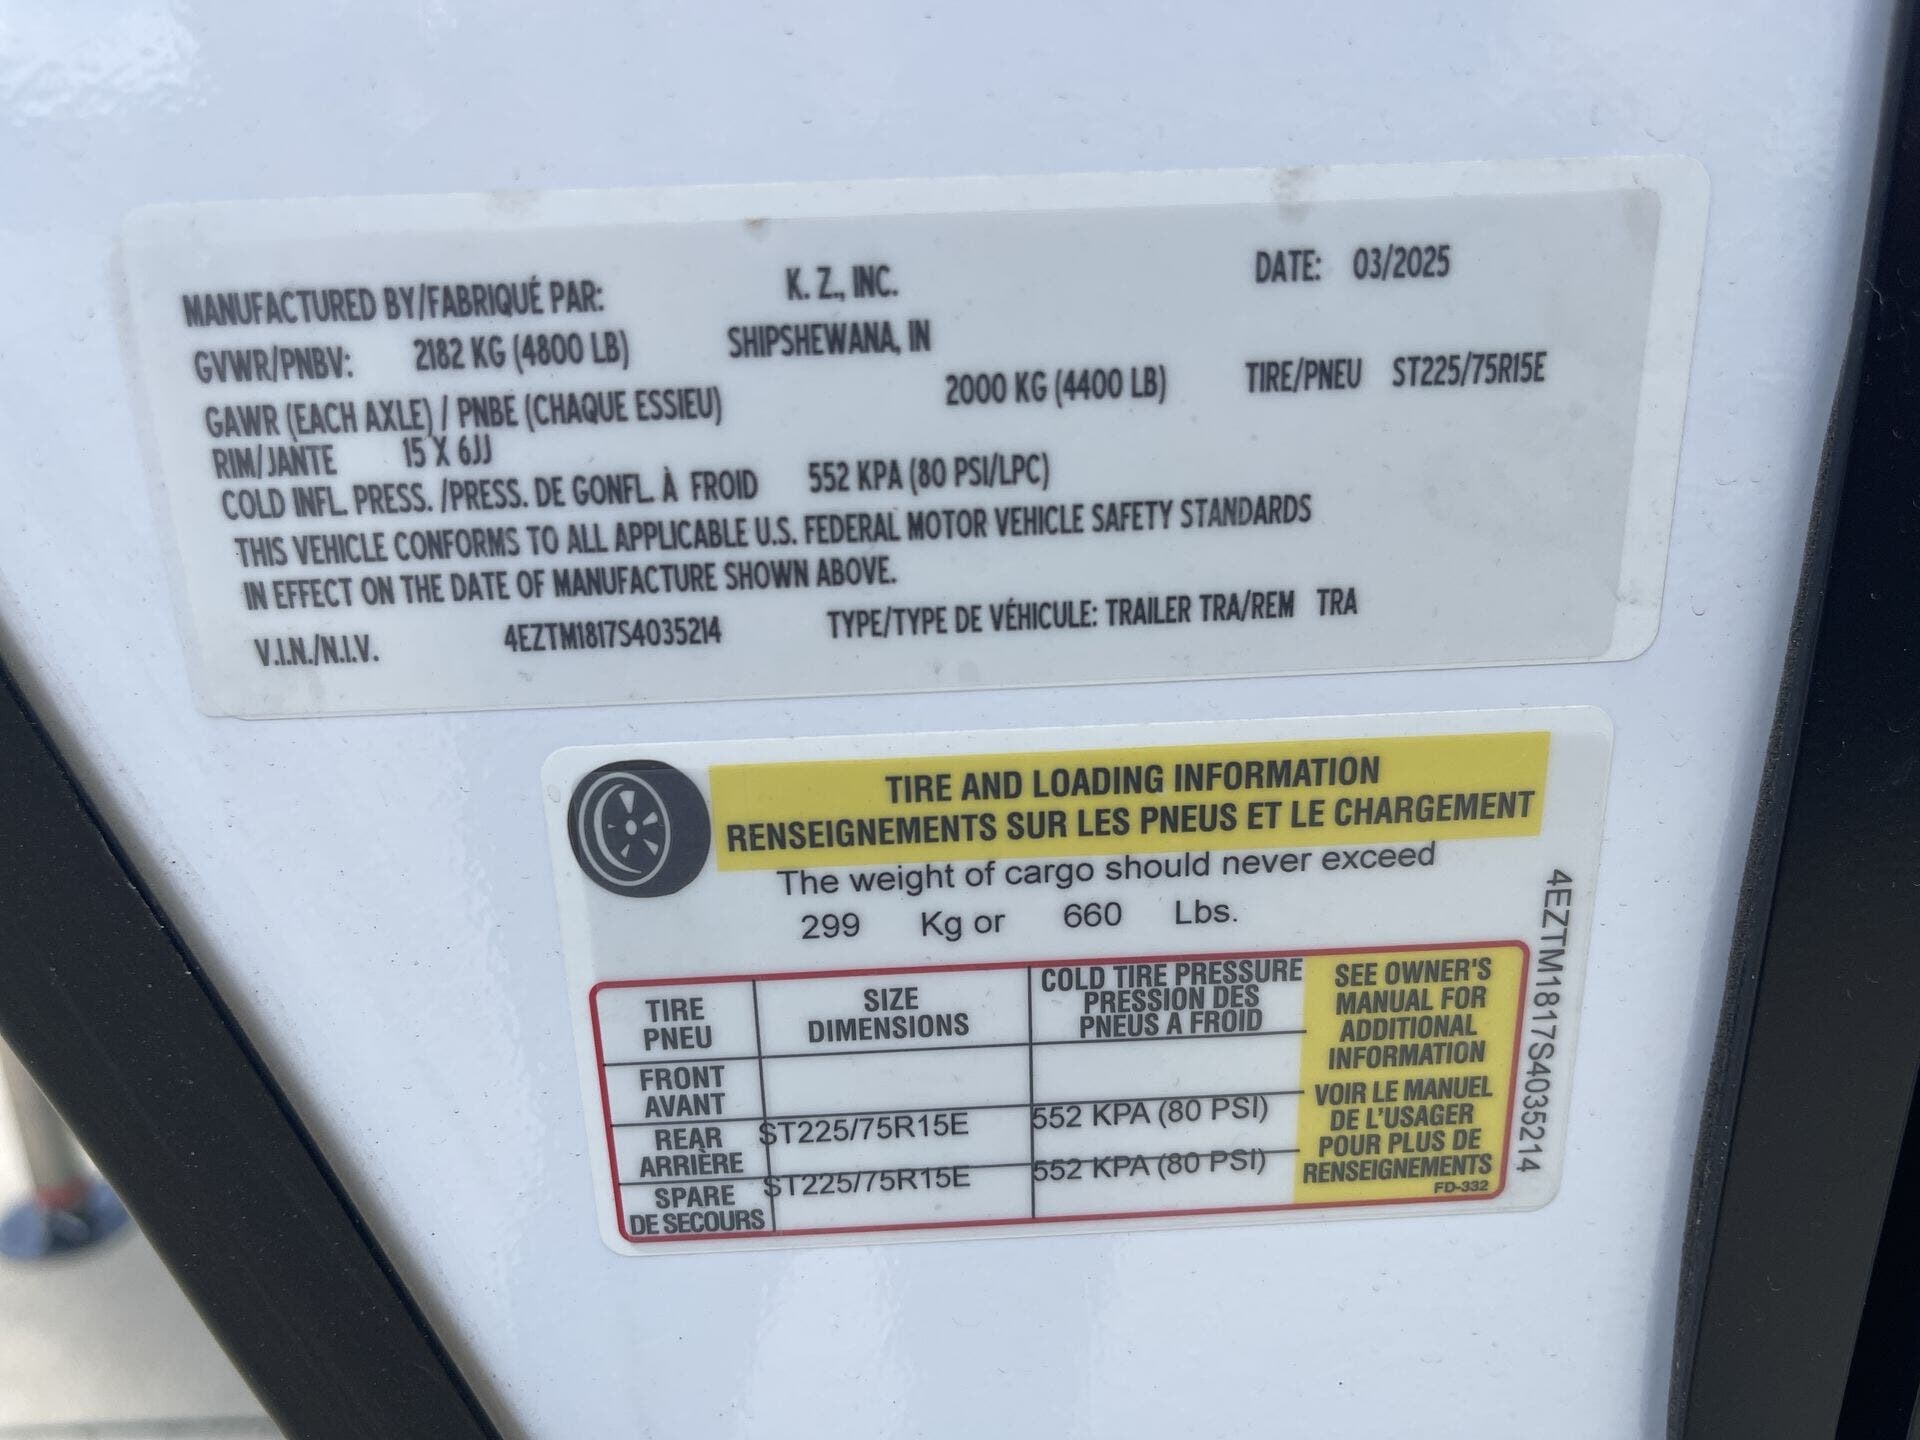 MANUFACTURED BY/FABRIQUÉ PAR: K. Z., INC. DATE: 03/2025
GVWR/PNBV: 2182 KG (4800 LB) SHIPSHEWANA, IN
GAWR (EACH AXLE) / PNBE (CHAQUE ESSIEU) 2000 KG (4400 LB) TIRE/PNEU ST225/75R15E
RIM/JANTE 15 X 6JJ
COLD INFL. PRESS. /PRESS. DE GONFL. À FROID 552 KPA (80 PSI/LPC)
THIS VEHICLE CONFORMS TO ALL APPLICABLE U.S. FEDERAL MOTOR VEHICLE SAFETY STANDARDS
IN EFFECT ON THE DATE OF MANUFACTURE SHOWN ABOVE.
V.I.N./N.I.V. 4EZTM1817S4035214 TYPE/TYPE DE VÉHICULE: TRAILER TRA/REM TRA
TIRE AND LOADING INFORMATION
RENSEIGNEMENTS SUR LES PNEUS ET LE CHARGEMENT
The weight of cargo should never exceed
299 Kg or 660 Lbs.
TIRE
PNEU
SIZE
DIMENSIONS
COLD TIRE PRESSURE
PRESSION DES
PNEUS A FROID
FRONT
AVANT
REAR
ARRIÈRE
ST225/75R15E
552 KPA (80 PSI)
SPARE
DE SECOURS
ST225/75R15E
552 KPA (80 PSI)
SEE OWNER'S
MANUAL FOR
ADDITIONAL
INFORMATION
VOIR LE MANUEL
DE L'USAGER
POUR PLUS DE
RENSEIGNEMENTS
FD-332
4EZTM1817S4035214